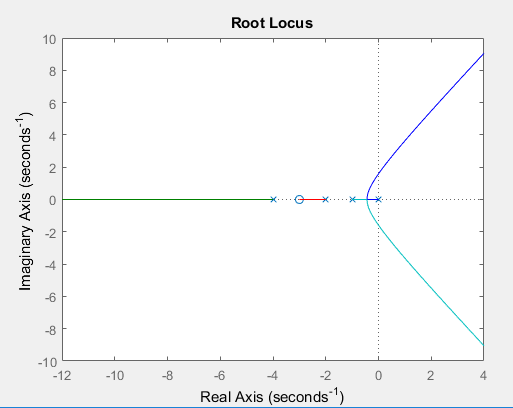 Root Locus
10
8
6
4
2
0
-2
-4
-6
-8
-10
Imaginary Axis (seconds⁻¹)
-12 -10 -8 -6 -4 -2 0 2 4
Real Axis (seconds⁻¹)